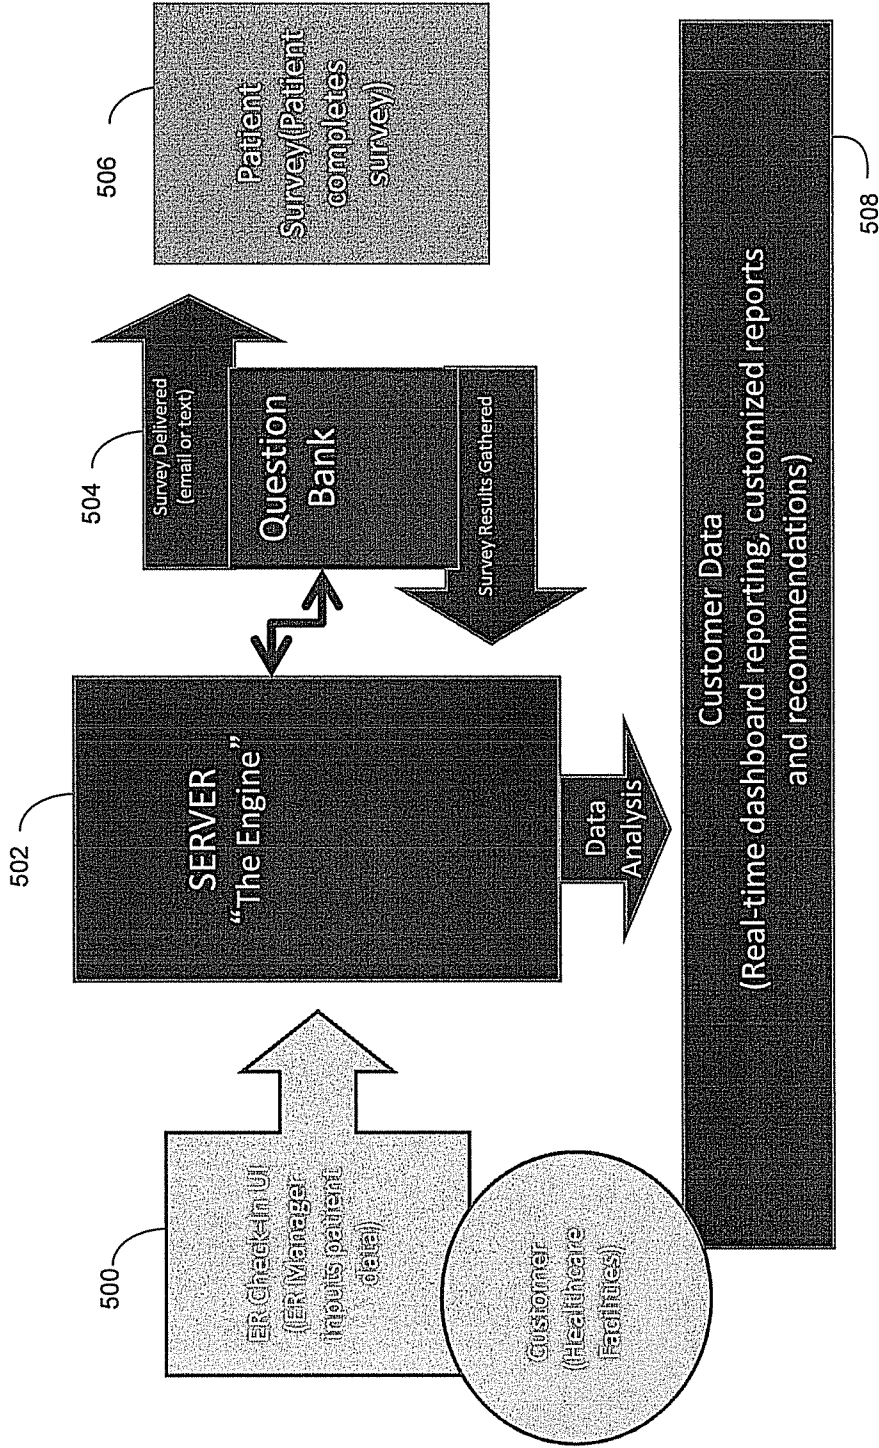 500
ER Check-in UI
(ER Manager
inputs patient
data)
Customer
(Healthcare
Facilities)
502
SERVER
“The Engine”
Data
Analysis
504
Survey Delivered
(email or text)
Question
Bank
Survey Results Gathered
506
Patient
Survey(Patient
completes
survey)
Customer Data
(Real-time dashboard reporting, customized reports
and recommendations)
508